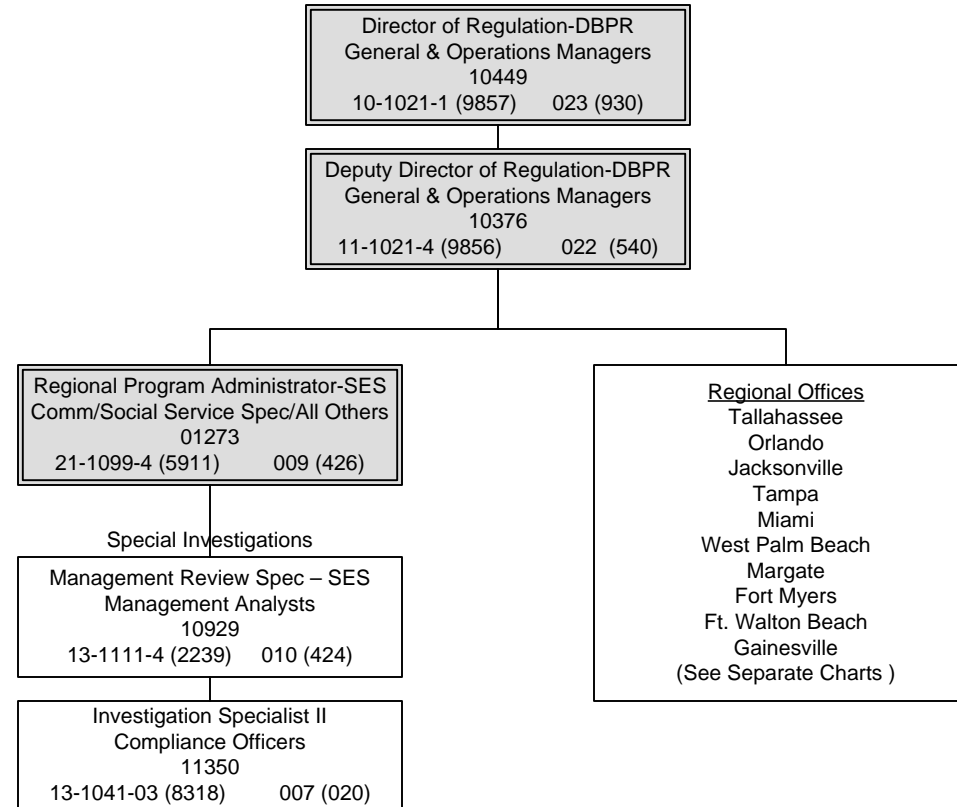 Director of Regulation-DBPR
General & Operations Managers
10449
10-1021-1 (9857) 023 (930)
Deputy Director of Regulation-DBPR
General & Operations Managers
10376
11-1021-4 (9856) 022 (540)
Regional Program Administrator-SES
Comm/Social Service Spec/All Others
01273
21-1099-4 (5911) 009 (426)
Special Investigations
Management Review Spec – SES
Management Analysts
10929
13-1111-4 (2239) 010 (424)
Investigation Specialist II
Compliance Officers
11350
13-1041-03 (8318) 007 (020)
Regional Offices
Tallahassee
Orlando
Jacksonville
Tampa
Miami
West Palm Beach
Margate
Fort Myers
Ft. Walton Beach
Gainesville
(See Separate Charts )